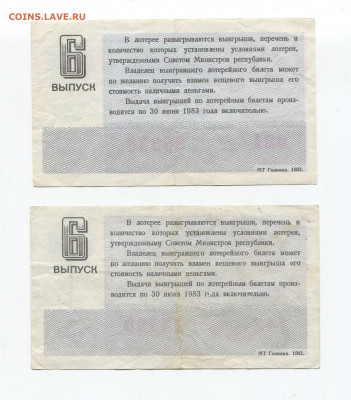 COINS.LAVE.RU
6
ВЫПУСК
В лотерее разыгрываются выигрыши, перечень и
количество которых установлены условиями лотереи,
утвержденными Советом Министров республики.
Владелец выигравшего лотерейного билета может
по желанию получить взамен вещевого выигрыша его
стоимость наличными деньгами.
Выдача выигрышей по лотерейным билетам произ-
водится по 30 июня 1983 года включительно.
МТ Гознака. 1982.
6
ВЫПУСК
В лотерее разыгрываются выигрыши, перечень и
количество которых установлены условиями лотереи,
утвержденными Советом Министров республики.
Владелец выигравшего лотерейного билета может
по желанию получить взамен вещевого выигрыша его
стоимость наличными деньгами.
Выдача выигрышей по лотерейным билетам произ-
водится по 30 июня 1983 года включительно.
МТ Гознака. 1982.